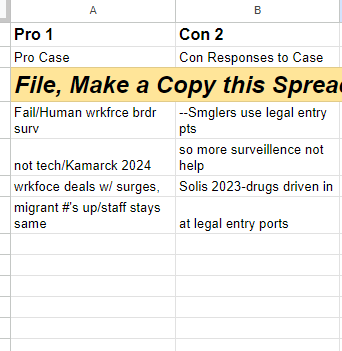 A B
Pro 1 Con 2
Pro Case Con Responses to Case
File, Make a Copy this Sprea
Fail/Human wrkfrce brdr --Smglers use legal entry
surv pts
so more surveillence not
not tech/Kamarck 2024 help
wrkfoce deals w/ surges, Solis 2023-drugs driven in
migrant #'s up/staff stays
same at legal entry ports